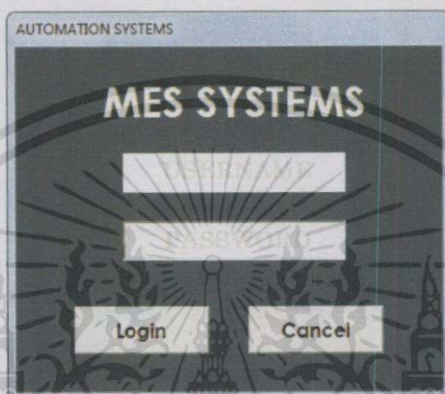 AUTOMATION SYSTEMS
MES SYSTEMS
USERNAME
PASSWORD
Login Cancel